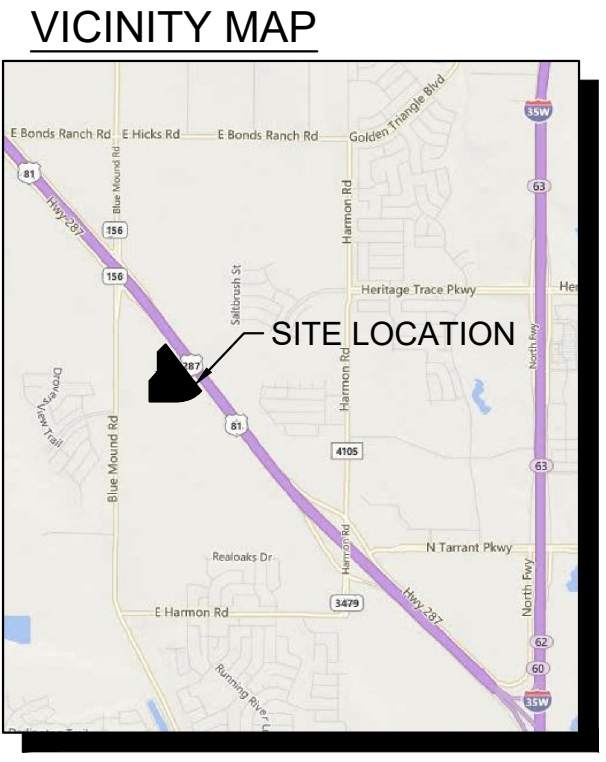 VICINITY MAP
35W
E Bonds Ranch Rd
E Hicks Rd
E Bonds Ranch Rd
Golden Triangle Blvd
81
Blue Mound Rd
63
Hwy-287
Harmon Rd
156
156
Saltbrush St
Heritage Trace Pkwy
Her
SITE LOCATION
North Fwy
287
Harmon Rd
Drovers View Trail
Blue Mound Rd
81
4105
63
Harmon Rd
N Tarrant Pkwy
Realoaks Dr
North Fwy
Hwy-287
3479
E Harmon Rd
62
60
Running River Ln
35W